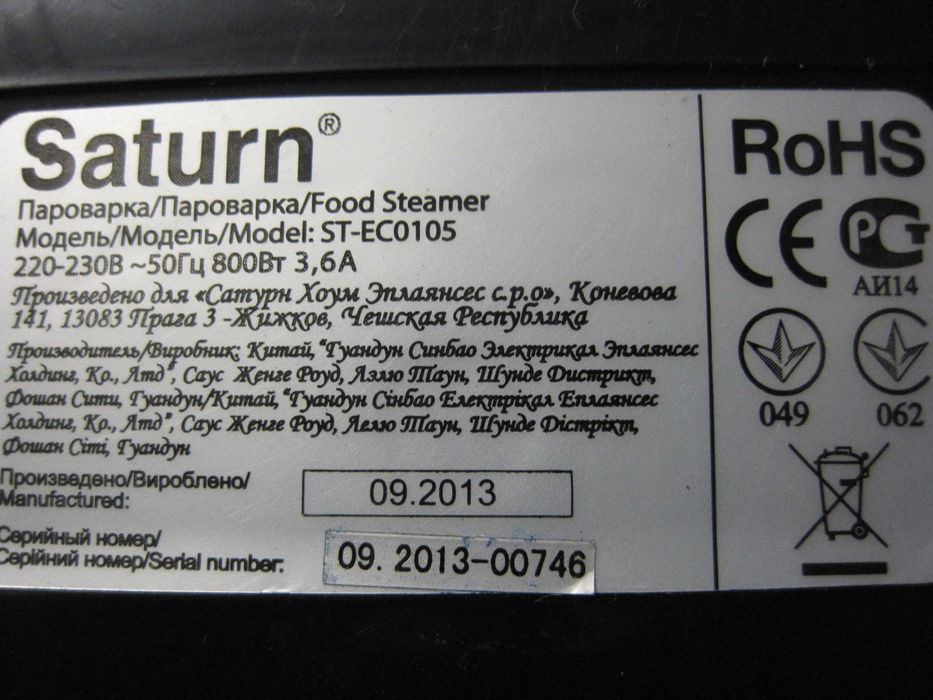 Saturn®
Пароварка/Пароварка/Food Steamer
Модель/Модель/Model: ST-EC0105
220-230В ~50Гц 800Вт 3,6А
Произведено для «Сатурн Хоум Эплаянсес с.р.о», Коневова
141, 13083 Прага 3 -Жижков, Чешская Республика
Производитель/Виробник: Китай, "Гуандун Синбао Электрикал Эплаянсес
Холдинг, Ко., Лтд", Саус Женге Роуд, Лэлю Таун, Шунде Дистрикт,
Фошан Сити, Гуандун/Китай, "Гуандун Сінбао Електрікал Еплаянсес
Холдинг, Ко., Лтд", Саус Женге Роуд, Лелю Таун, Шунде Дістрікт,
Фошан Сіті, Гуандун
Произведено/Вироблено/
Manufactured:
09.2013
Серийный номер/
Серійний номер/Serial number:
09. 2013-00746
RoHS
CE РСТ
АИ14
049 062